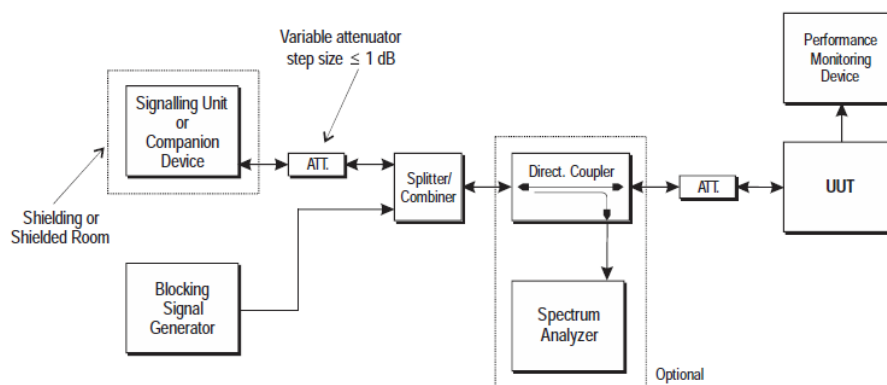 Variable attenuator
step size ≤ 1 dB
Performance
Monitoring
Device
Signalling Unit
or
Companion
Device
ATT.
Splitter/
Combiner
Direct. Coupler
ATT.
UUT
Shielding or
Shielded Room
Blocking
Signal
Generator
Spectrum
Analyzer
Optional